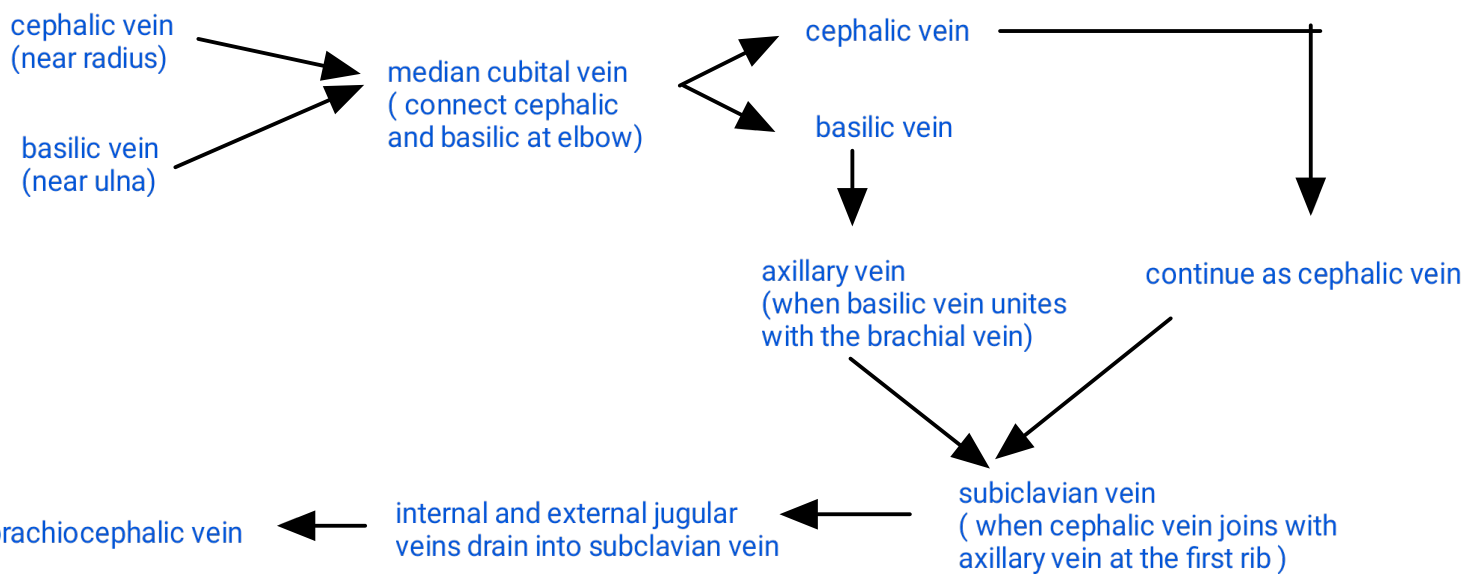 cephalic vein
(near radius)
basilic vein
(near ulna)
median cubital vein
( connect cephalic
and basilic at elbow)
cephalic vein
basilic vein
axillary vein
(when basilic vein unites
with the brachial vein)
continue as cephalic vein
subiclavian vein
( when cephalic vein joins with
axillary vein at the first rib )
internal and external jugular
veins drain into subclavian vein
rachiocephalic vein